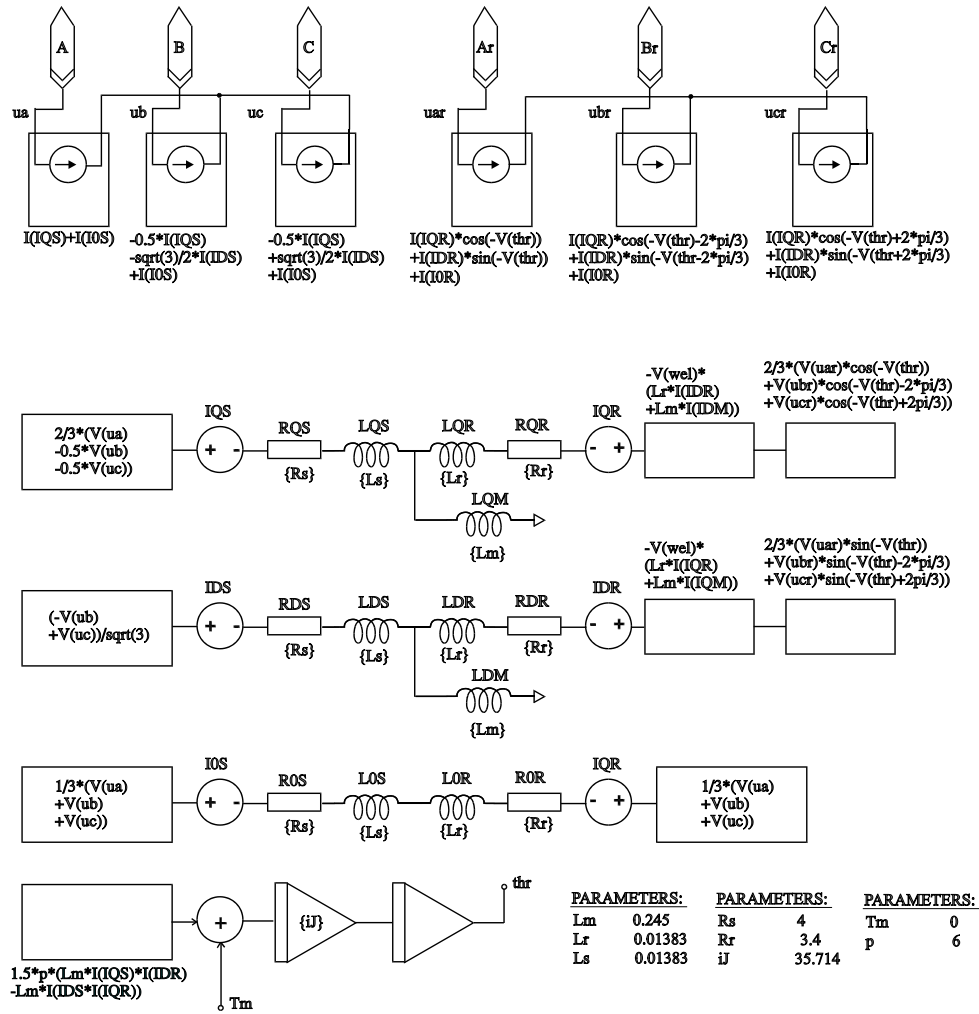 A
B
C
Ar
Br
Cr
ua
ub
uc
uar
ubr
ucr
I(IQS)+I(I0S)
-0.5*I(IQS)
-sqrt(3)/2*I(IDS)
+I(I0S)
-0.5*I(IQS)
+sqrt(3)/2*I(IDS)
+I(I0S)
I(IQR)*cos(-V(thr))
+I(IDR)*sin(-V(thr))
+I(I0R)
I(IQR)*cos(-V(thr)-2*pi/3)
+I(IDR)*sin(-V(thr-2*pi/3)
+I(I0R)
I(IQR)*cos(-V(thr)+2*pi/3)
+I(IDR)*sin(-V(thr+2*pi/3)
+I(I0R)
2/3*(V(ua)
-0.5*V(ub)
-0.5*V(uc))
IQS
+ -
RQS
{Rs}
LQS
{Ls}
LQR
{Lr}
RQR
{Rr}
IQR
- +
-V(wel)*
(Lr*I(IDR)
+Lm*I(IDM))
2/3*(V(uar)*cos(-V(thr))
+V(ubr)*cos(-V(thr)-2*pi/3)
+V(ucr)*cos(-V(thr)+2pi/3))
LQM
{Lm}
(-V(ub)
+V(uc))/sqrt(3)
IDS
+ -
RDS
{Rs}
LDS
{Ls}
LDR
{Lr}
RDR
{Rr}
IDR
- +
-V(wel)*
(Lr*I(IQR)
+Lm*I(IQM))
2/3*(V(uar)*sin(-V(thr))
+V(ubr)*sin(-V(thr)-2*pi/3)
+V(ucr)*sin(-V(thr)+2pi/3))
LDM
{Lm}
1/3*(V(ua)
+V(ub)
+V(uc))
I0S
+ -
R0S
{Rs}
L0S
{Ls}
L0R
{Lr}
R0R
{Rr}
IQR
- +
1/3*(V(ua)
+V(ub)
+V(uc))
1.5*p*(Lm*I(IQS)*I(IDR)
-Lm*I(IDS*I(IQR))
+
Tm
{iJ}
thr
PARAMETERS:
Lm 0.245
Lr 0.01383
Ls 0.01383
PARAMETERS:
Rs 4
Rr 3.4
iJ 35.714
PARAMETERS:
Tm 0
p 6